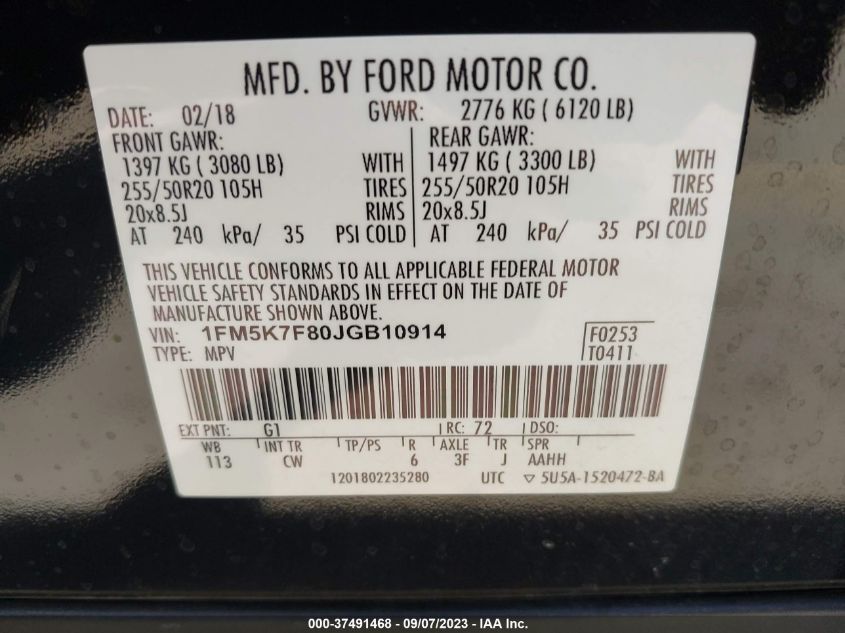 MFD. BY FORD MOTOR CO.
DATE: 02/18 GVWR: 2776 KG ( 6120 LB)
FRONT GAWR: REAR GAWR:
1397 KG ( 3080 LB) WITH 1497 KG ( 3300 LB) WITH
255/50R20 105H TIRES 255/50R20 105H TIRES
20x8.5J RIMS 20x8.5J RIMS
AT 240 kPa/ 35 PSI COLD AT 240 kPa/ 35 PSI COLD
THIS VEHICLE CONFORMS TO ALL APPLICABLE FEDERAL MOTOR
VEHICLE SAFETY STANDARDS IN EFFECT ON THE DATE OF
MANUFACTURE SHOWN ABOVE.
VIN: 1FM5K7F80JGB10914 F0253
TYPE: MPV T0411
EXT PNT: G1 RC: 72 DSO:
WB INT TR TP/PS R AXLE TR SPR
113 CW 6 3F J AAHH
1201802235280 UTC ▽ 5U5A-1520472-BA
000-37491468 - 09/07/2023 - IAA Inc.